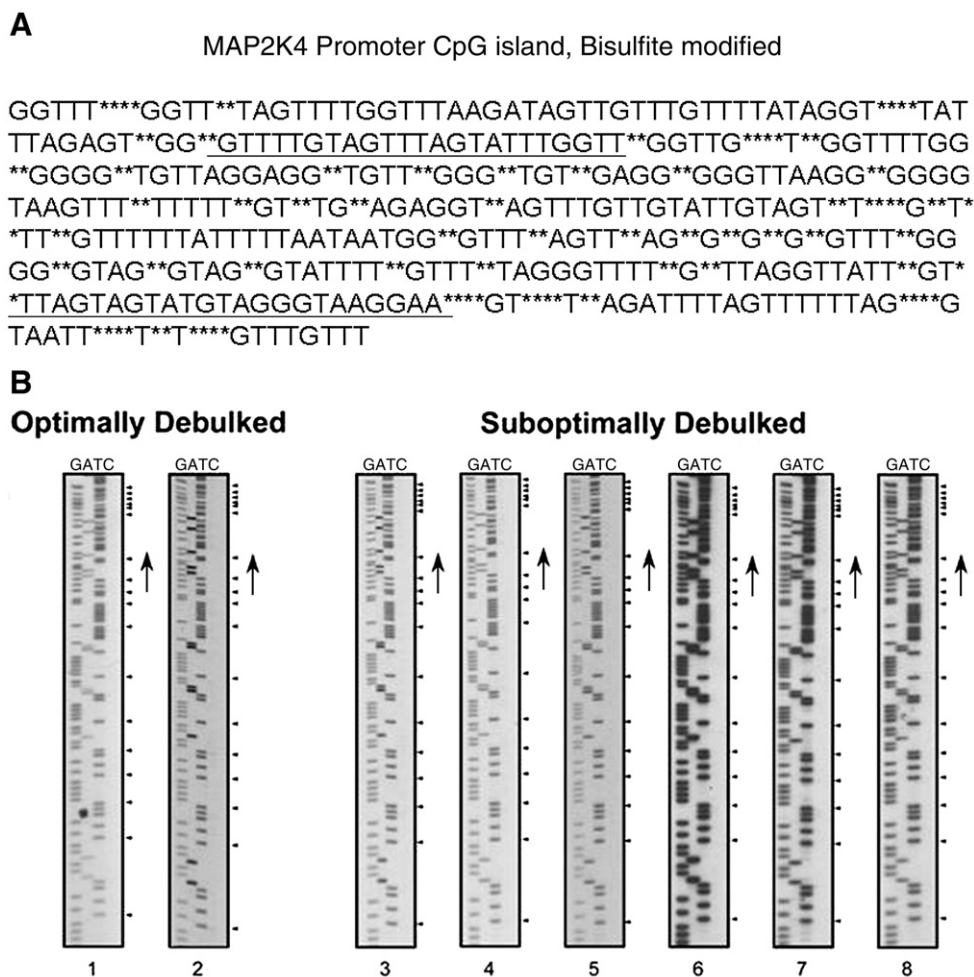 A
MAP2K4 Promoter CpG island, Bisulfite modified
GGTTT****GGTT**TAGTTTTGGTTTAAGATAGTTGTTTGTTTTATAGGT****TAT
TTAGAGT**GG**GTTTTGTAGTTTAGTATTTGGTT**GGTTG****T**GGTTTTGG
**GGGG**TGTTAGGAGG**TGTT**GGG**TGT**GAGG**GGGTTAAGG**GGGG
TAAGTTT**TTTTT**GT**TG**AGAGGT**AGTTTGTTGTATTGTAGT**T****G**T*
*TT**GTTTTTTATTTTTAATAATGG**GTTT**AGTT**AG**G**G**G**GTTT**GG
GG**GTAG**GTAG**GTATTTT**GTTT**TAGGGTTTT**G**TTAGGTTATT**GT*
*TTAGTAGTATGTAGGGTAAGGAA****GT****T**AGATTTTAGTTTTTTAG****G
TAATT****T**T****GTTTGTTT
B
Optimally Debulked Suboptimally Debulked
GATC GATC GATC GATC GATC GATC GATC GATC
1 2 3 4 5 6 7 8